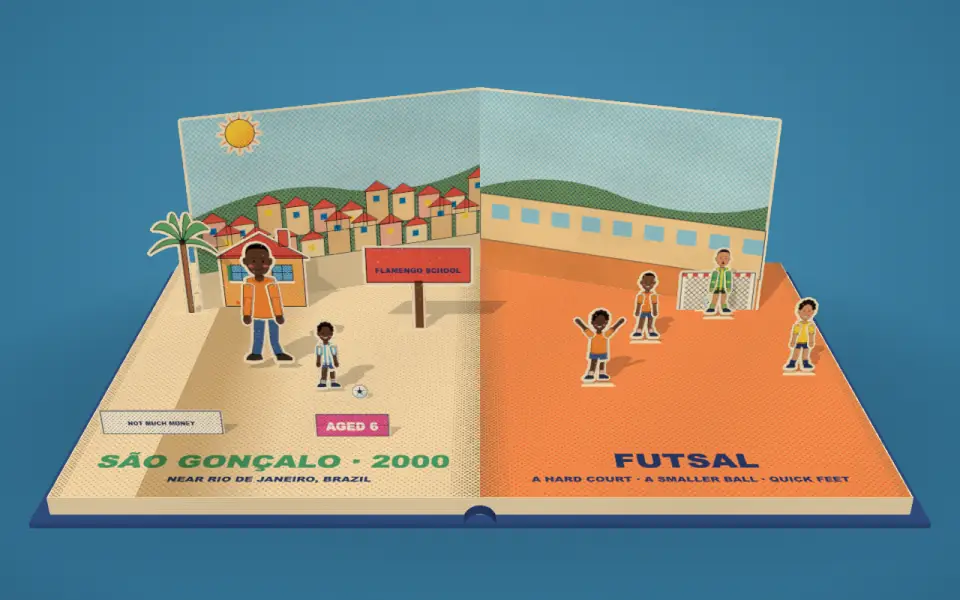 FLAMENGO SCHOOL
NOT MUCH MONEY
AGED 6
SÃO GONÇALO · 2000
NEAR RIO DE JANEIRO, BRAZIL
FUTSAL
A HARD COURT · A SMALLER BALL · QUICK FEET